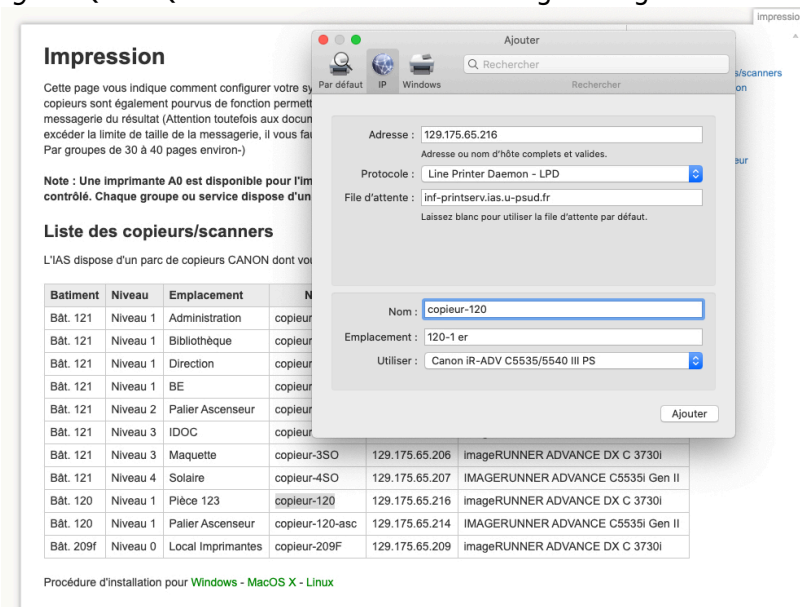 impressio
Impression
Cette page vous indique comment configurer votre sy
copieurs sont également pourvus de fonction permett
messagerie du résultat (Attention toutefois aux docum
excéder la limite de taille de la messagerie, il vous fau
Par groupes de 30 à 40 pages environ-)
Note : Une imprimante A0 est disponible pour l'im
contrôlé. Chaque groupe ou service dispose d'un
Liste des copieurs/scanners
L'IAS dispose d'un parc de copieurs CANON dont vou
s/scanners
on
eur
Ajouter
Par défaut IP Windows
Rechercher
Rechercher
Adresse : 129.175.65.216
Adresse ou nom d'hôte complets et valides.
Protocole : Line Printer Daemon - LPD
File d'attente : inf-printserv.ias.u-psud.fr
Laissez blanc pour utiliser la file d'attente par défaut.
Nom : copieur-120
Emplacement : 120-1 er
Utiliser : Canon iR-ADV C5535/5540 III PS
Ajouter
Batiment Niveau Emplacement N
Bât. 121 Niveau 1 Administration copieur
Bât. 121 Niveau 1 Bibliothèque copieur
Bât. 121 Niveau 1 Direction copieur
Bât. 121 Niveau 1 BE copieur
Bât. 121 Niveau 2 Palier Ascenseur copieur
Bât. 121 Niveau 3 IDOC copieur
Bât. 121 Niveau 3 Maquette copieur-3SO 129.175.65.206 imageRUNNER ADVANCE DX C 3730i
Bât. 121 Niveau 4 Solaire copieur-4SO 129.175.65.207 IMAGERUNNER ADVANCE C5535i Gen II
Bât. 120 Niveau 1 Pièce 123 copieur-120 129.175.65.216 imageRUNNER ADVANCE DX C 3730i
Bât. 120 Niveau 1 Palier Ascenseur copieur-120-asc 129.175.65.214 IMAGERUNNER ADVANCE C5535i Gen II
Bât. 209f Niveau 0 Local Imprimantes copieur-209F 129.175.65.209 imageRUNNER ADVANCE DX C 3730i
Procédure d'installation pour Windows - MacOS X - Linux